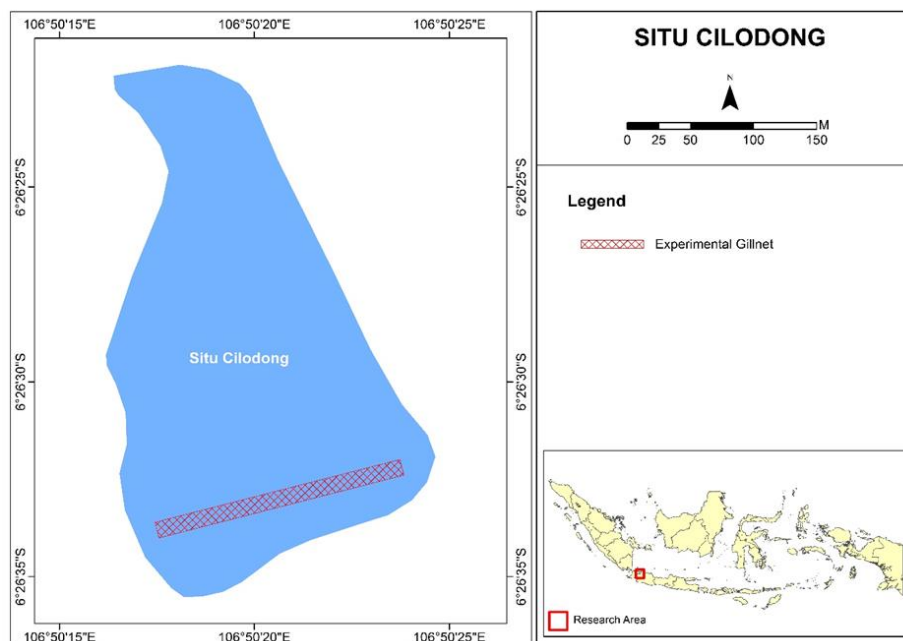 106°50'15"E 106°50'20"E 106°50'25"E
6°26'25"S 6°26'25"S
Situ Cilodong
6°26'30"S 6°26'30"S
6°26'35"S 6°26'35"S
106°50'15"E 106°50'20"E 106°50'25"E
SITU CILODONG
N
M
0 25 50 100 150
Legend
Experimental Gillnet
Research Area